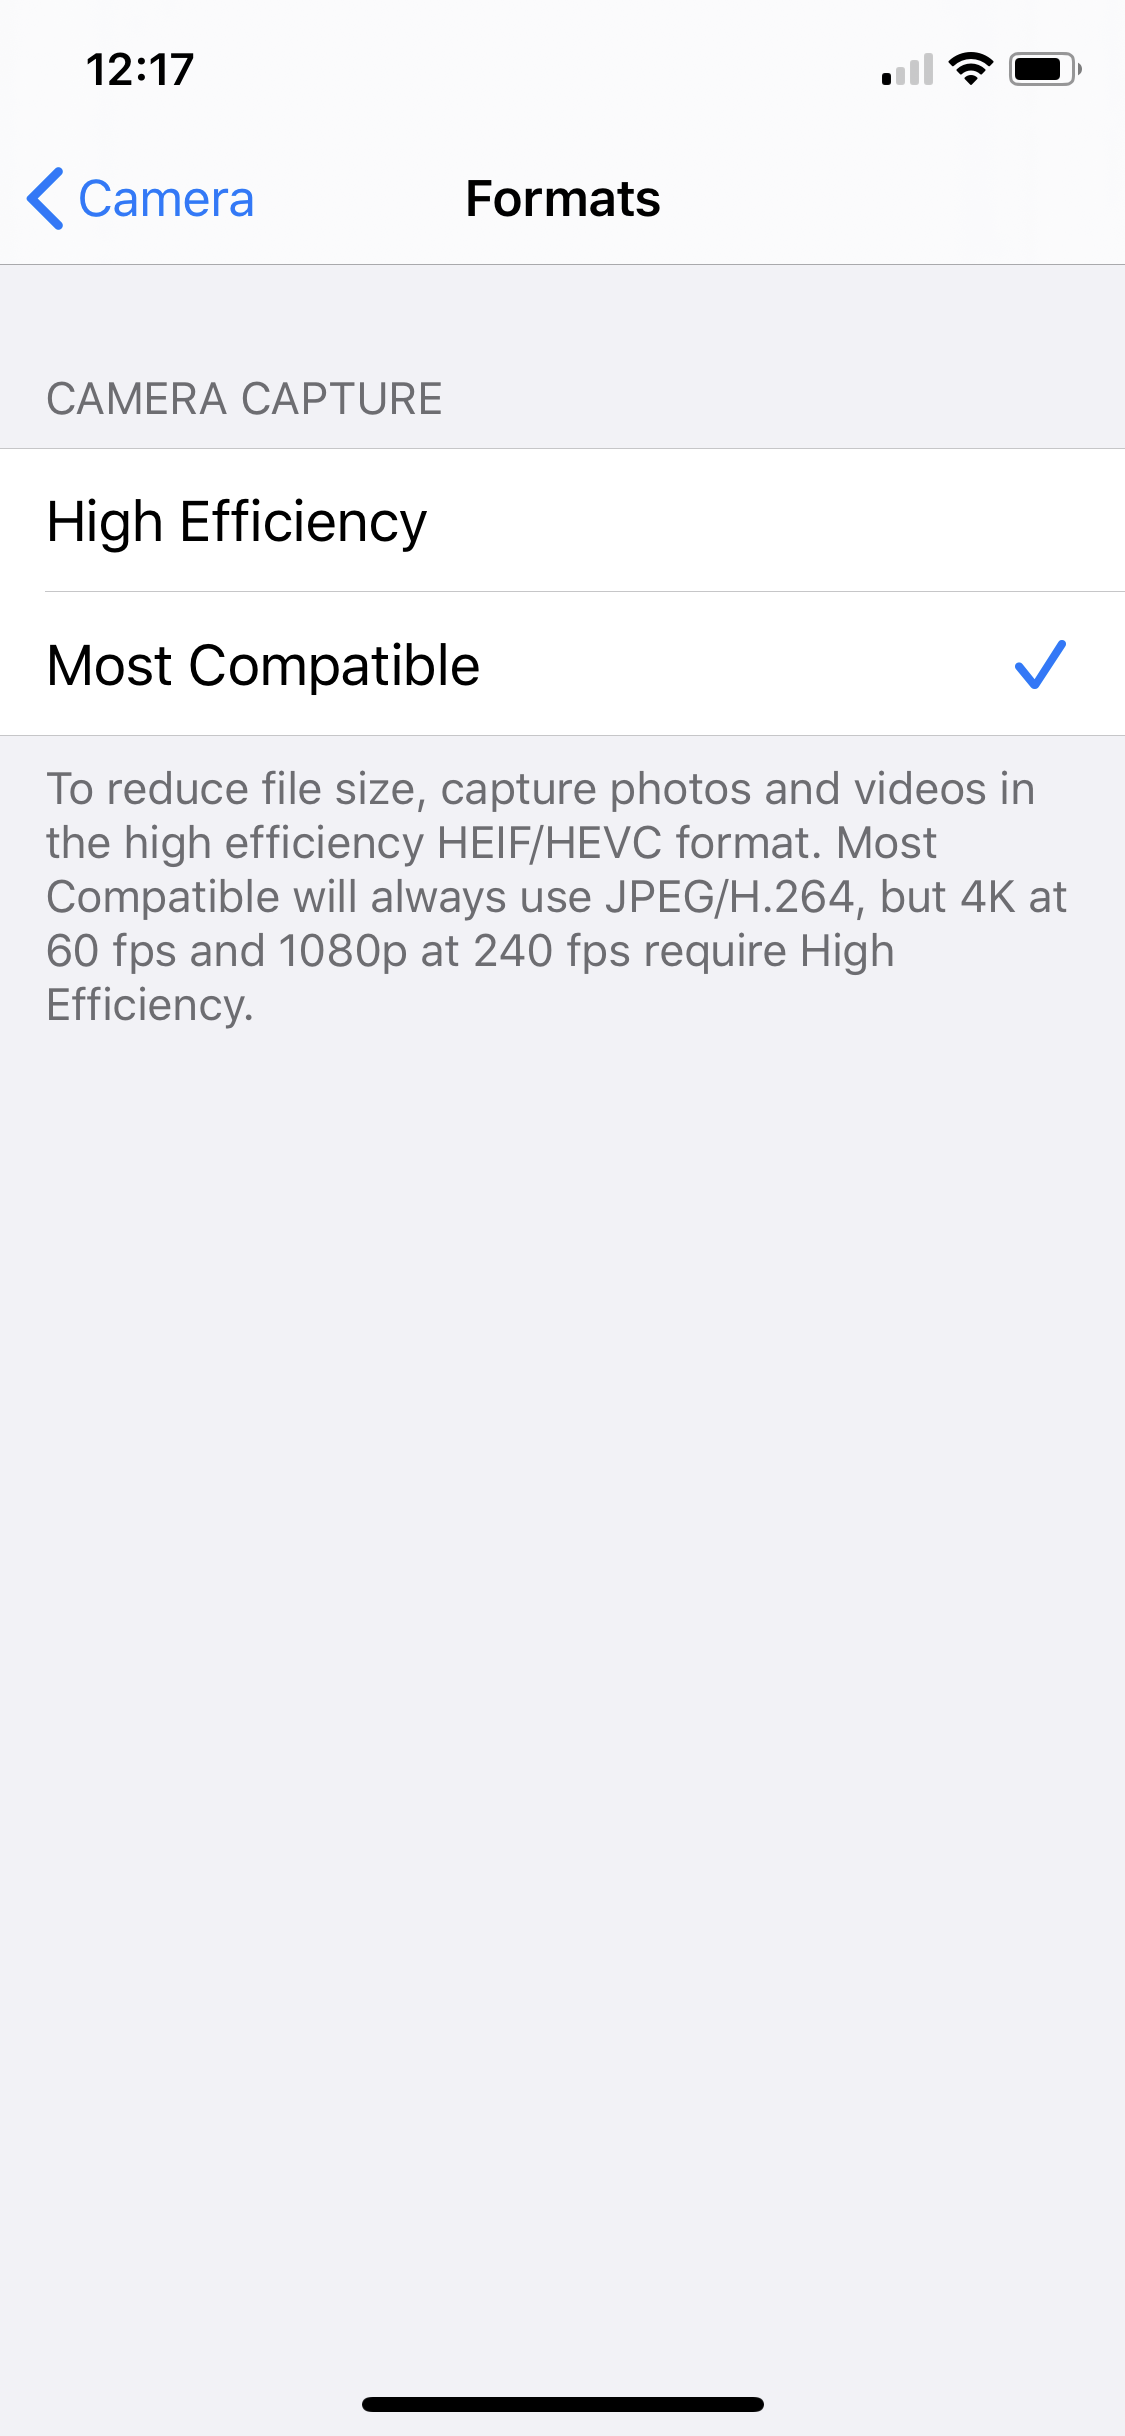 12:17
Camera
Formats
CAMERA CAPTURE
High Efficiency
Most Compatible
To reduce file size, capture photos and videos in
the high efficiency HEIF/HEVC format. Most
Compatible will always use JPEG/H.264, but 4K at
60 fps and 1080p at 240 fps require High
Efficiency.